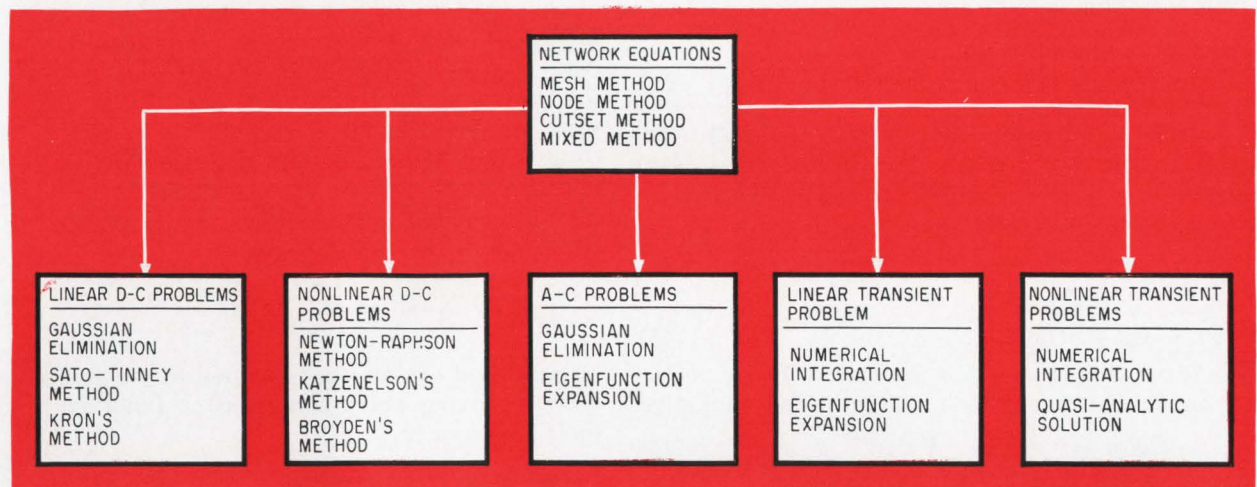 NETWORK EQUATIONS
MESH METHOD
NODE METHOD
CUTSET METHOD
MIXED METHOD
LINEAR D-C PROBLEMS
GAUSSIAN
ELIMINATION
SATO-TINNEY
METHOD
KRON'S
METHOD
NONLINEAR D-C
PROBLEMS
NEWTON-RAPHSON
METHOD
KATZENELSON'S
METHOD
BROYDEN'S
METHOD
A-C PROBLEMS
GAUSSIAN
ELIMINATION
EIGENFUNCTION
EXPANSION
LINEAR TRANSIENT
PROBLEM
NUMERICAL
INTEGRATION
EIGENFUNCTION
EXPANSION
NONLINEAR TRANSIENT
PROBLEMS
NUMERICAL
INTEGRATION
QUASI-ANALYTIC
SOLUTION